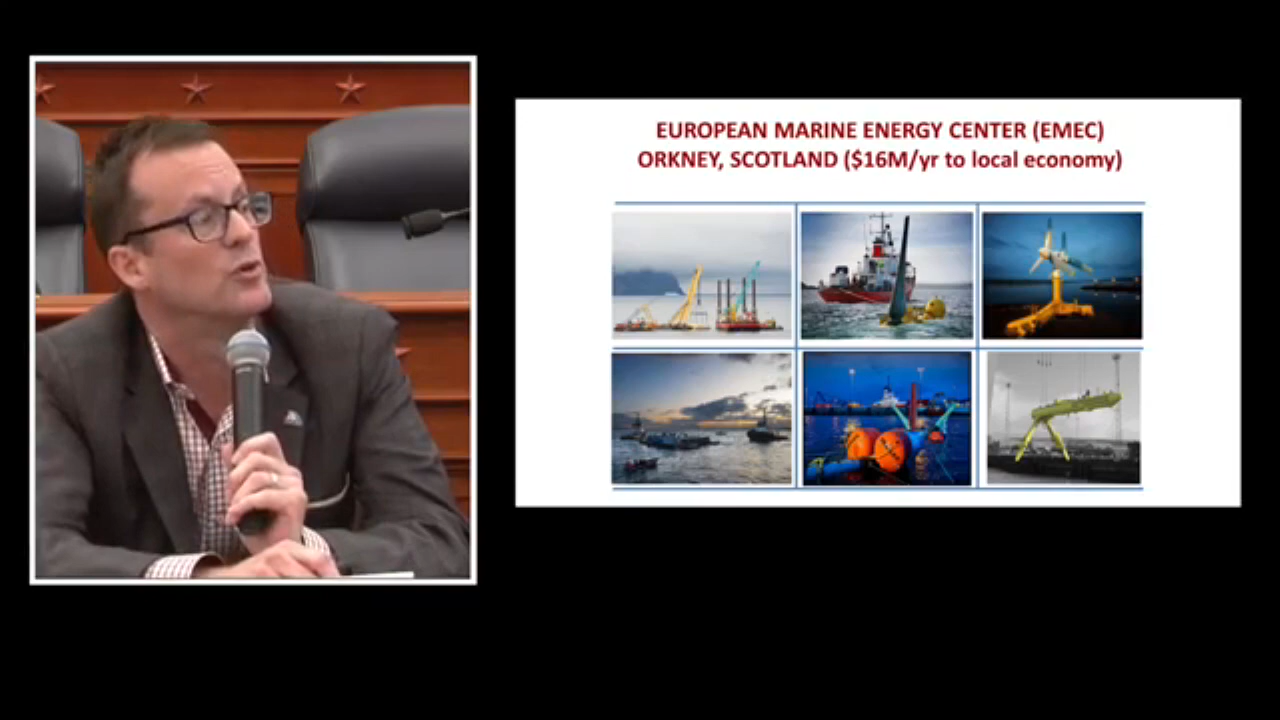 EUROPEAN MARINE ENERGY CENTER (EMEC)
ORKNEY, SCOTLAND ($16M/yr to local economy)